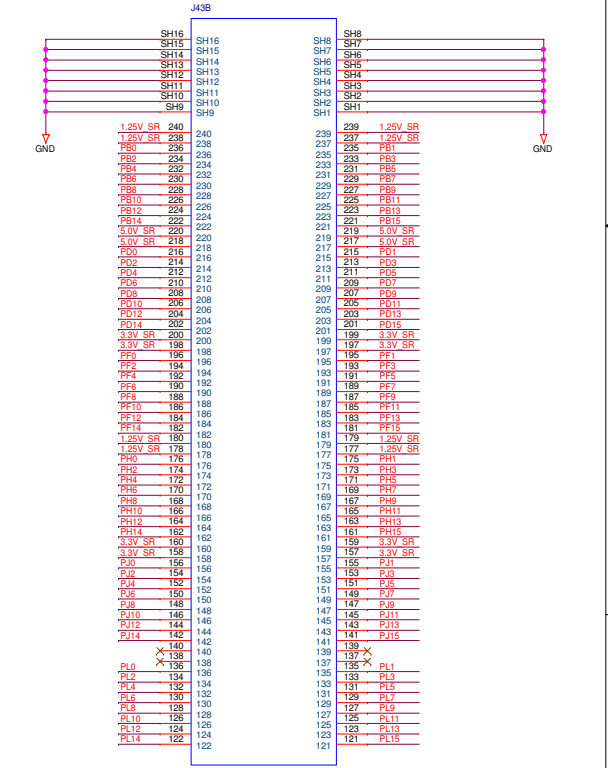 J43B
SH16 SH16 SH8 SH8
SH15 SH15 SH7 SH7
SH14 SH14 SH6 SH6
SH13 SH13 SH5 SH5
SH12 SH12 SH4 SH4
SH11 SH11 SH3 SH3
SH10 SH10 SH2 SH2
SH9 SH9 SH1 SH1
1.25V_SR 240 240 239 239 1.25V_SR
1.25V_SR 238 238 237 237 1.25V_SR
GND PB0 236 236 235 235 PB1 GND
PB2 234 234 233 233 PB3
PB4 232 232 231 231 PB5
PB6 230 230 229 229 PB7
PB8 228 228 227 227 PB9
PB10 226 226 225 225 PB11
PB12 224 224 223 223 PB13
PB14 222 222 221 221 PB15
5.0V_SR 220 220 219 219 5.0V_SR
5.0V_SR 218 218 217 217 5.0V_SR
PD0 216 216 215 215 PD1
PD2 214 214 213 213 PD3
PD4 212 212 211 211 PD5
PD6 210 210 209 209 PD7
PD8 208 208 207 207 PD9
PD10 206 206 205 205 PD11
PD12 204 204 203 203 PD13
PD14 202 202 201 201 PD15
3.3V_SR 200 200 199 199 3.3V_SR
3.3V_SR 198 198 197 197 3.3V_SR
PF0 196 196 195 195 PF1
PF2 194 194 193 193 PF3
PF4 192 192 191 191 PF5
PF6 190 190 189 189 PF7
PF8 188 188 187 187 PF9
PF10 186 186 185 185 PF11
PF12 184 184 183 183 PF13
PF14 182 182 181 181 PF15
1.25V_SR 180 180 179 179 1.25V_SR
1.25V_SR 178 178 177 177 1.25V_SR
PH0 176 176 175 175 PH1
PH2 174 174 173 173 PH3
PH4 172 172 171 171 PH5
PH6 170 170 169 169 PH7
PH8 168 168 167 167 PH9
PH10 166 166 165 165 PH11
PH12 164 164 163 163 PH13
PH14 162 162 161 161 PH15
3.3V_SR 160 160 159 159 3.3V_SR
3.3V_SR 158 158 157 157 3.3V_SR
PJ0 156 156 155 155 PJ1
PJ2 154 154 153 153 PJ3
PJ4 152 152 151 151 PJ5
PJ6 150 150 149 149 PJ7
PJ8 148 148 147 147 PJ9
PJ10 146 146 145 145 PJ11
PJ12 144 144 143 143 PJ13
PJ14 142 142 141 141 PJ15
140 140 139 139
138 138 137 137
PL0 136 136 135 135 PL1
PL2 134 134 133 133 PL3
PL4 132 132 131 131 PL5
PL6 130 130 129 129 PL7
PL8 128 128 127 127 PL9
PL10 126 126 125 125 PL11
PL12 124 124 123 123 PL13
PL14 122 122 121 121 PL15